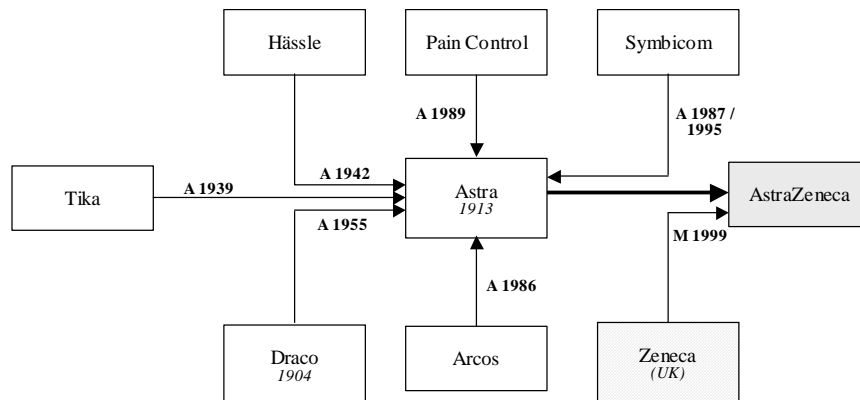 Hässle
Pain Control
Symbicom
A 1989
A 1987 /
1995
Tika
A 1939
A 1942
A 1955
Astra
1913
AstraZeneca
M 1999
A 1986
Draco
1904
Arcos
Zeneca
(UK)